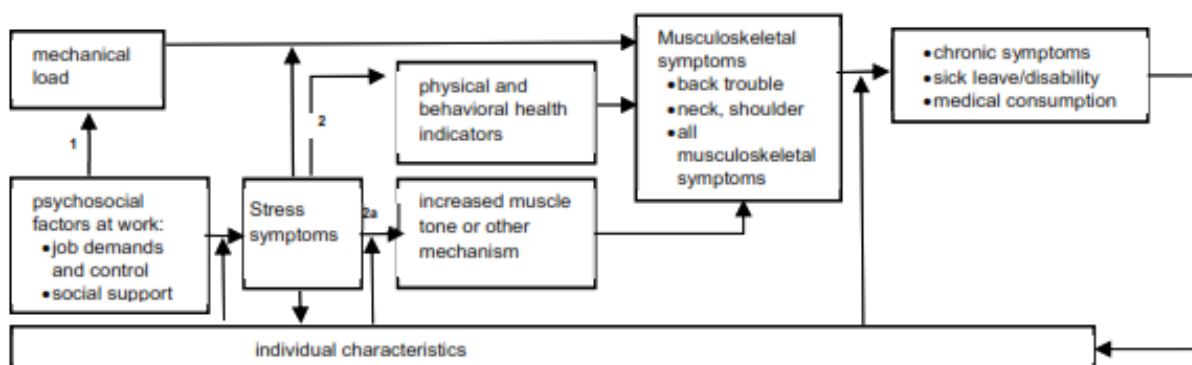 mechanical
load
1
psychosocial
factors at work:
•job demands
and control
•social support
Stress
symptoms
2
2a
physical and
behavioral health
indicators
increased muscle
tone or other
mechanism
Musculoskeletal
symptoms
•back trouble
•neck, shoulder
•all
musculoskeletal
symptoms
•chronic symptoms
•sick leave/disability
•medical consumption
individual characteristics